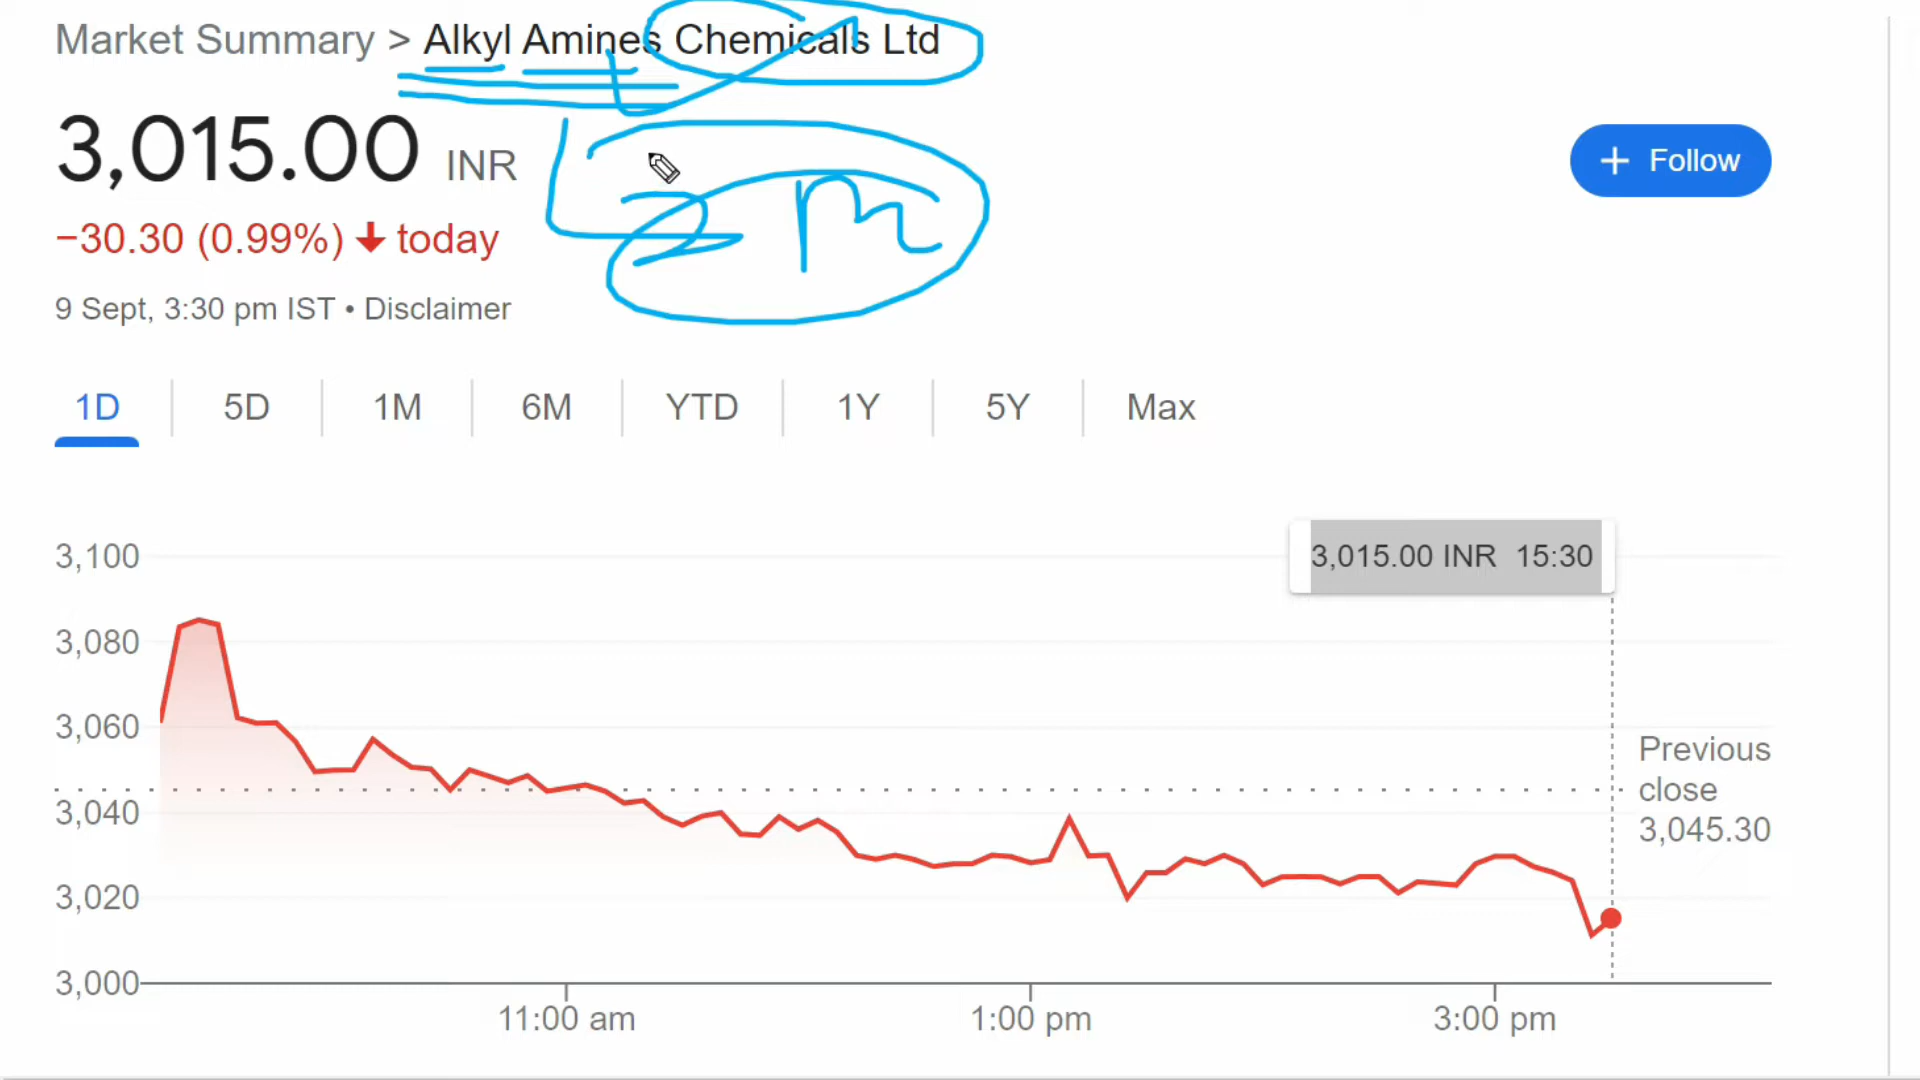 Market Summary > Alkyl Amines Chemicals Ltd
3,015.00 INR
+ Follow
−30.30 (0.99%) ↓ today
9 Sept, 3:30 pm IST • Disclaimer
1D 5D 1M 6M YTD 1Y 5Y Max
3,015.00 INR 15:30
3,100
3,080
3,060
3,040
3,020
3,000
Previous
close
3,045.30
11:00 am 1:00 pm 3:00 pm